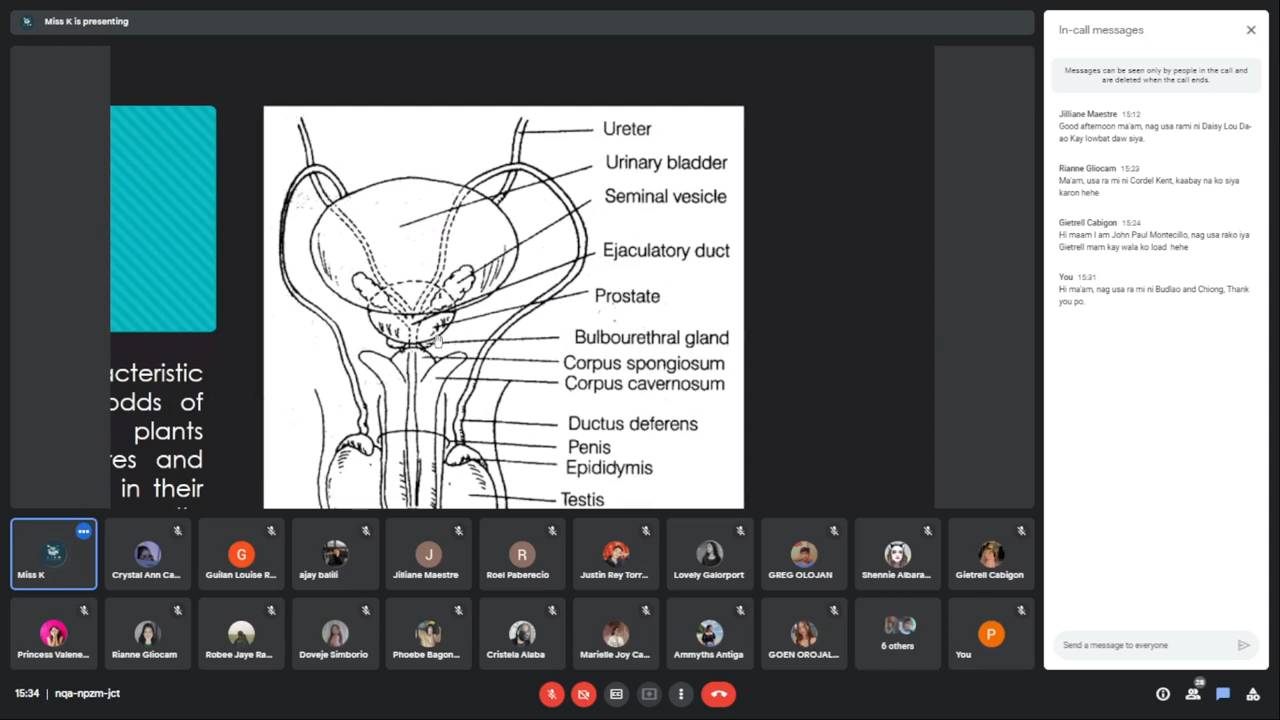 Miss K is presenting
acteristic
odds of
plants
res and
in their
Ureter
Urinary bladder
Seminal vesicle
Ejaculatory duct
Prostate
Bulbourethral gland
Corpus spongiosum
Corpus cavernosum
Ductus deferens
Penis
Epididymis
Testis
In-call messages
Messages can be seen only by people in the call and
are deleted when the call ends.
Jilliane Maestre 15:12
Good afternoon ma'am, nag usa rami ni Daisy Lou Da-
ao Kay lowbat daw siya.
Rianne Gliocam 15:23
Ma'am, usa ra mi ni Cordel Kent, kaabay na ko siya
karon hehe
Gietrell Cabigon 15:24
Hi maam I am John Paul Montecillo, nag usa rako iya
Gietrell mam kay wala ko load hehe
You 15:31
Hi ma'am, nag usa ra mi ni Budlao and Chiong, Thank
you po.
Send a message to everyone
Miss K
Crystal Ann Ca...
G
Guilan Louise R...
ajay balili
J
Jilliane Maestre
R
Roel Paberecio
Justin Rey Torr...
Lovely Galorport
GREG OLOJAN
Shennie Albara...
Gietrell Cabigon
Princess Valene...
Rianne Gliocam
Robee Jaye Ra...
Doveje Simborio
Phoebe Bagon...
Cristela Alaba
Marielle Joy Ca...
Ammyths Antiga
GOEN OROJAL...
6 others
P
You
15:34 | nqa-npzm-jct
28